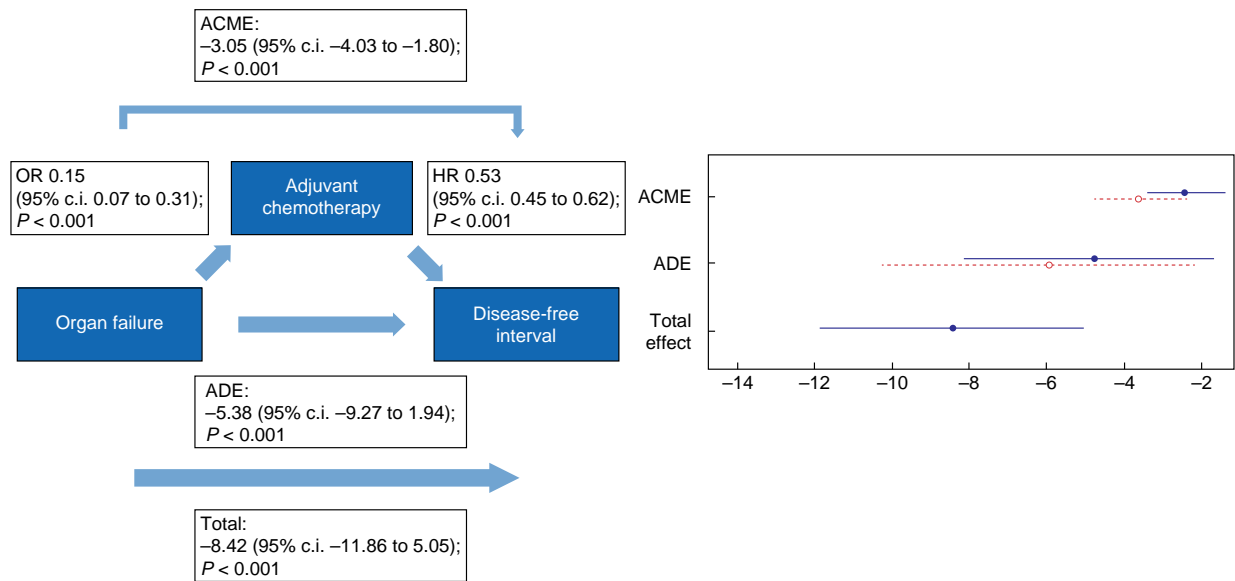 ACME:
–3.05 (95% c.i. –4.03 to –1.80);
P < 0.001
OR 0.15
(95% c.i. 0.07 to 0.31);
P < 0.001
Adjuvant
chemotherapy
HR 0.53
(95% c.i. 0.45 to 0.62);
P < 0.001
Organ failure
Disease-free
interval
ADE:
–5.38 (95% c.i. –9.27 to 1.94);
P < 0.001
Total:
–8.42 (95% c.i. –11.86 to 5.05);
P < 0.001
ACME
ADE
Total
effect
–14 –12 –10 –8 –6 –4 –2